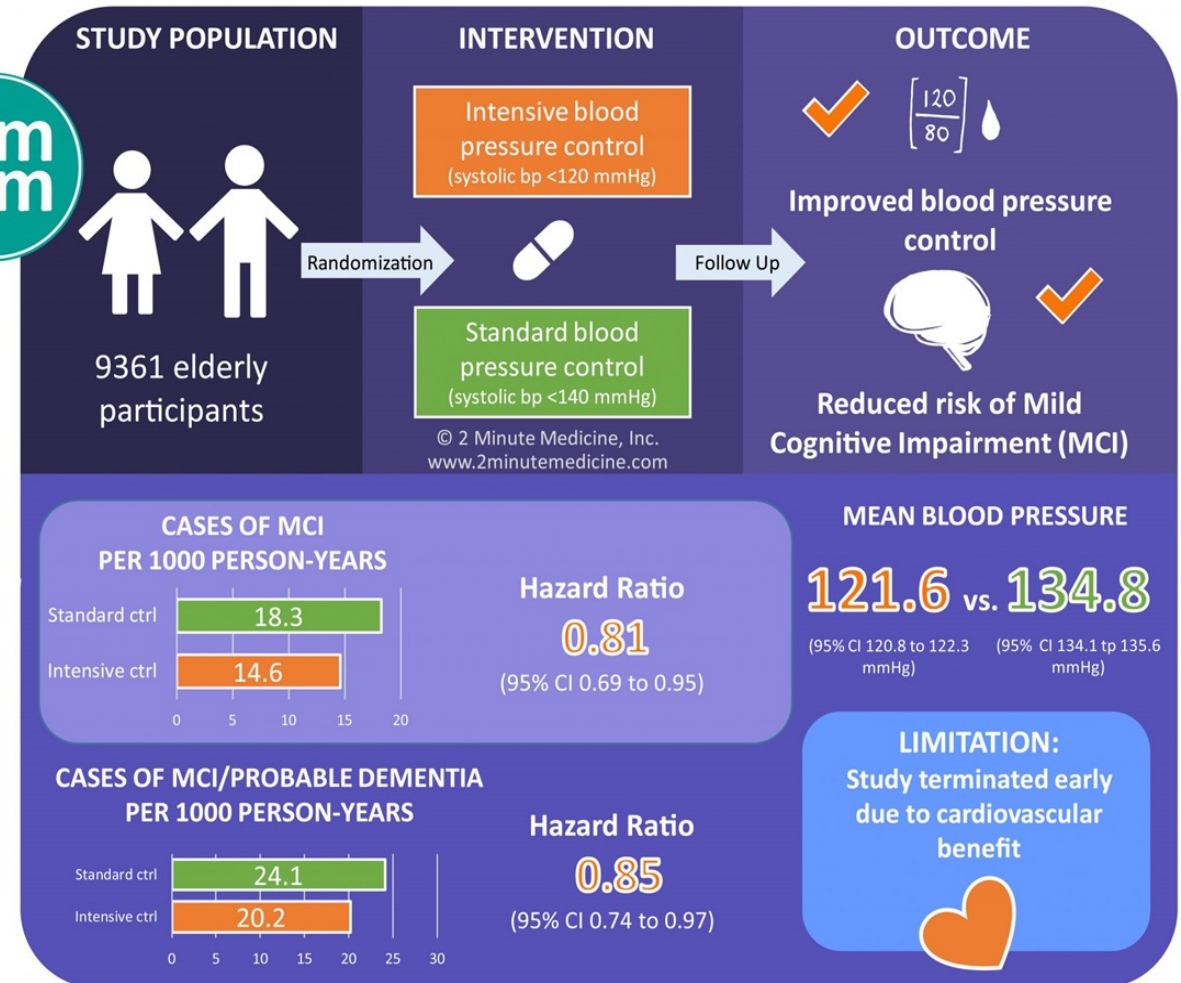 STUDY POPULATION
INTERVENTION
OUTCOME
m
m
9361 elderly
participants
Randomization
Intensive blood
pressure control
(systolic bp <120 mmHg)
Standard blood
pressure control
(systolic bp <140 mmHg)
© 2 Minute Medicine, Inc.
www.2minutemedicine.com
Follow Up
120
80
Improved blood pressure
control
Reduced risk of Mild
Cognitive Impairment (MCI)
CASES OF MCI
PER 1000 PERSON-YEARS
Standard ctrl
18.3
Intensive ctrl
14.6
0 5 10 15 20
Hazard Ratio
0.81
(95% CI 0.69 to 0.95)
MEAN BLOOD PRESSURE
121.6 vs. 134.8
(95% CI 120.8 to 122.3
mmHg)
(95% CI 134.1 tp 135.6
mmHg)
CASES OF MCI/PROBABLE DEMENTIA
PER 1000 PERSON-YEARS
Standard ctrl
24.1
Intensive ctrl
20.2
0 5 10 15 20 25 30
Hazard Ratio
0.85
(95% CI 0.74 to 0.97)
LIMITATION:
Study terminated early
due to cardiovascular
benefit